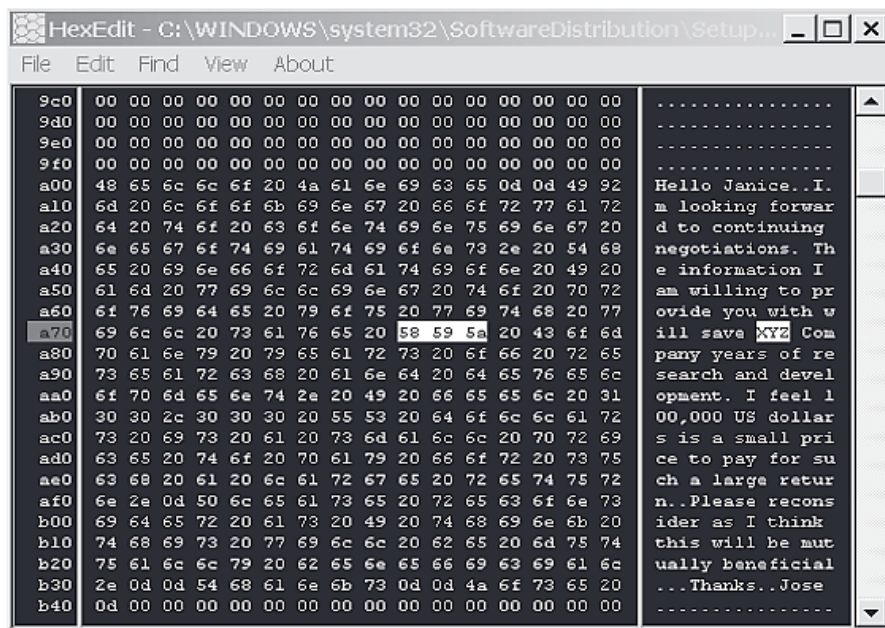 HexEdit - C:\WINDOWS\system32\SoftwareDistribution\Setup...
File Edit Find View About
9c0 00 00 00 00 00 00 00 00 00 00 00 00 00 00 00 00 ................
9d0 00 00 00 00 00 00 00 00 00 00 00 00 00 00 00 00 ................
9e0 00 00 00 00 00 00 00 00 00 00 00 00 00 00 00 00 ................
9f0 00 00 00 00 00 00 00 00 00 00 00 00 00 00 00 00 ................
a00 48 65 6c 6c 6f 20 4a 61 6e 69 63 65 0d 0d 49 92 Hello Janice..I.
a10 6d 20 6c 6f 6f 6b 69 6e 67 20 66 6f 72 77 61 72 m looking forwar
a20 64 20 74 6f 20 63 6f 6e 74 69 6e 75 69 6e 67 20 d to continuing
a30 6e 65 67 6f 74 69 61 74 69 6f 6e 73 2e 20 54 68 negotiations. Th
a40 65 20 69 6e 66 6f 72 6d 61 74 69 6f 6e 20 49 20 e information I
a50 61 6d 20 77 69 6c 6c 69 6e 67 20 74 6f 20 70 72 am willing to pr
a60 6f 76 69 64 65 20 79 6f 75 20 77 69 74 68 20 77 ovide you with w
a70 69 6c 6c 20 73 61 76 65 20 58 59 5a 20 43 6f 6d ill save XYZ Com
a80 70 61 6e 79 20 79 65 61 72 73 20 6f 66 20 72 65 pany years of re
a90 73 65 61 72 63 68 20 61 6e 64 20 64 65 76 65 6c search and devel
aa0 6f 70 6d 65 6e 74 2e 20 49 20 66 65 65 6c 20 31 opment. I feel 1
ab0 30 30 2c 30 30 30 20 55 53 20 64 6f 6c 6c 61 72 00,000 US dollar
ac0 73 20 69 73 20 61 20 73 6d 61 6c 6c 20 70 72 69 s is a small pri
ad0 63 65 20 74 6f 20 70 61 79 20 66 6f 72 20 73 75 ce to pay for su
ae0 63 68 20 61 20 6c 61 72 67 65 20 72 65 74 75 72 ch a large retur
af0 6e 2e 0d 50 6c 65 61 73 65 20 72 65 63 6f 6e 73 n..Please recons
b00 69 64 65 72 20 61 73 20 49 20 74 68 69 6e 6b 20 ider as I think
b10 74 68 69 73 20 77 69 6c 6c 20 62 65 20 6d 75 74 this will be mut
b20 75 61 6c 6c 79 20 62 65 6e 65 66 69 63 69 61 6c ually beneficial
b30 2e 0d 0d 54 68 61 6e 6b 73 0d 0d 4a 6f 73 65 20 ...Thanks..Jose
b40 0d 00 00 00 00 00 00 00 00 00 00 00 00 00 00 00 ................